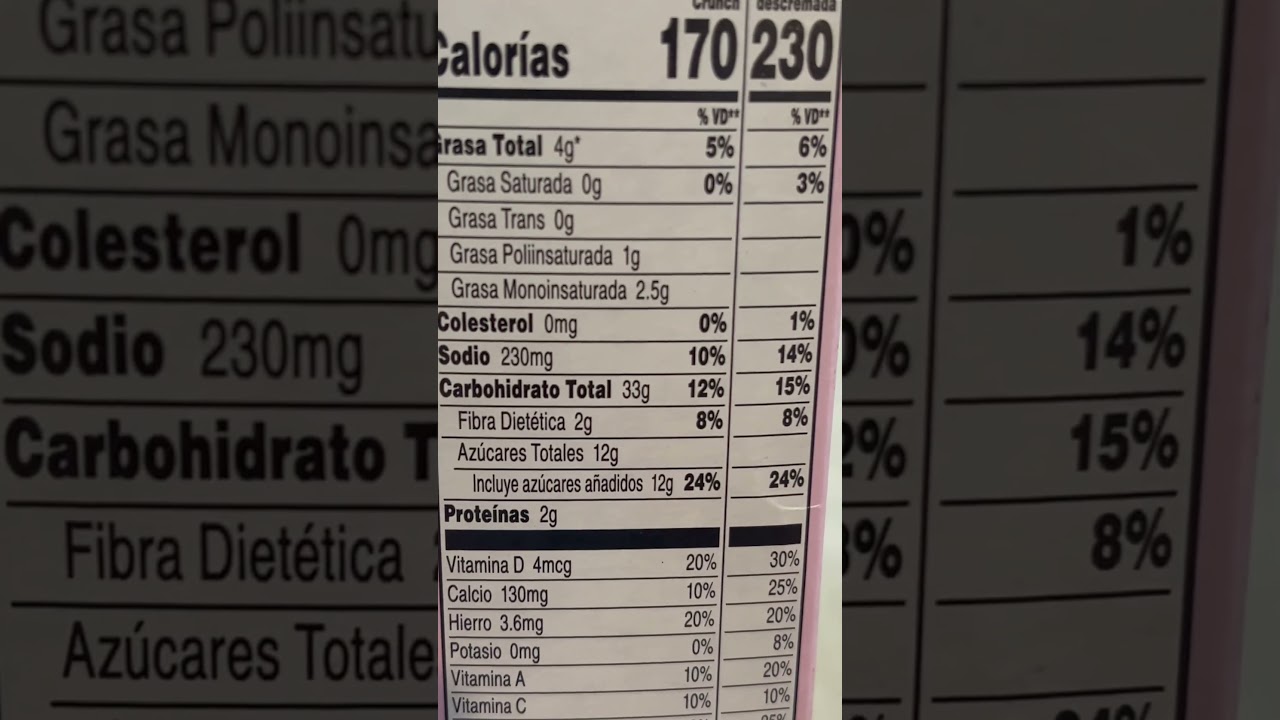 Crunch descremada
Calorías 170 230
% VD** % VD**
Grasa Total 4g* 5% 6%
Grasa Saturada 0g 0% 3%
Grasa Trans 0g
Grasa Poliinsaturada 1g
Grasa Monoinsaturada 2.5g
Colesterol 0mg 0% 1%
Sodio 230mg 10% 14%
Carbohidrato Total 33g 12% 15%
Fibra Dietética 2g 8% 8%
Azúcares Totales 12g
Incluye azúcares añadidos 12g 24% 24%
Proteínas 2g
Vitamina D 4mcg 20% 30%
Calcio 130mg 10% 25%
Hierro 3.6mg 20% 20%
Potasio 0mg 0% 8%
Vitamina A 10% 20%
Vitamina C 10% 10%